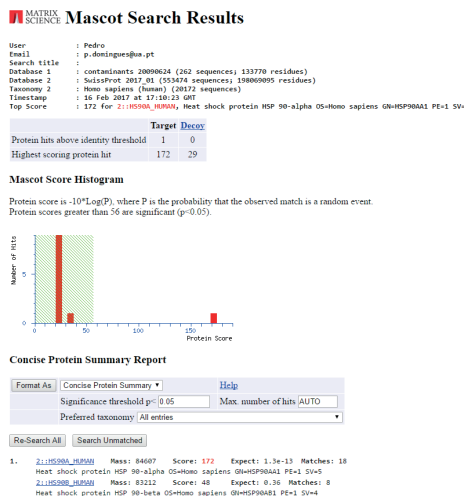 MATRIX
SCIENCE
Mascot Search Results
User : Pedro
Email : p.domingues@ua.pt
Search title :
Database 1 : contaminants 20090624 (262 sequences; 133770 residues)
Database 2 : SwissProt 2017_01 (553474 sequences; 198069095 residues)
Taxonomy 2 : Homo sapiens (human) (20172 sequences)
Timestamp : 16 Feb 2017 at 17:10:23 GMT
Top Score : 172 for 2::HS90A_HUMAN, Heat shock protein HSP 90-alpha OS=Homo sapiens GN=HSP90AA1 PE=1 SV=
Target Decoy
Protein hits above identity threshold 1 0
Highest scoring protein hit 172 29
Mascot Score Histogram
Protein score is -10*Log(P), where P is the probability that the observed match is a random event.
Protein scores greater than 56 are significant (p<0.05).
Number of Hits
5
0
0 50 100 150
Protein Score
Concise Protein Summary Report
Format As Concise Protein Summary ▼ Help
Significance threshold p< 0.05 Max. number of hits AUTO
Preferred taxonomy All entries ▼
Re-Search All Search Unmatched
1. 2::HS90A_HUMAN Mass: 84607 Score: 172 Expect: 1.3e-13 Matches: 18
Heat shock protein HSP 90-alpha OS=Homo sapiens GN=HSP90AA1 PE=1 SV=5
2::HS90B_HUMAN Mass: 83212 Score: 48 Expect: 0.36 Matches: 8
Heat shock protein HSP 90-beta OS=Homo sapiens GN=HSP90AB1 PE=1 SV=4